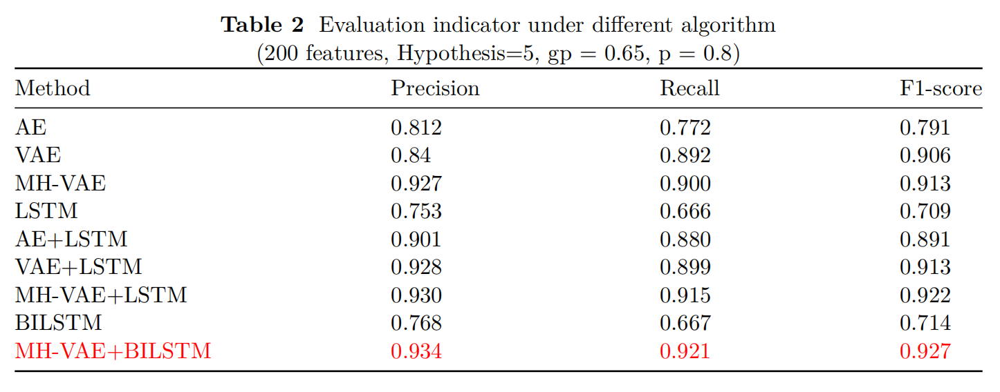 Table 2 Evaluation indicator under different algorithm
(200 features, Hypothesis=5, gp = 0.65, p = 0.8)
Method Precision Recall F1-score
AE 0.812 0.772 0.791
VAE 0.84 0.892 0.906
MH-VAE 0.927 0.900 0.913
LSTM 0.753 0.666 0.709
AE+LSTM 0.901 0.880 0.891
VAE+LSTM 0.928 0.899 0.913
MH-VAE+LSTM 0.930 0.915 0.922
BILSTM 0.768 0.667 0.714
MH-VAE+BILSTM 0.934 0.921 0.927